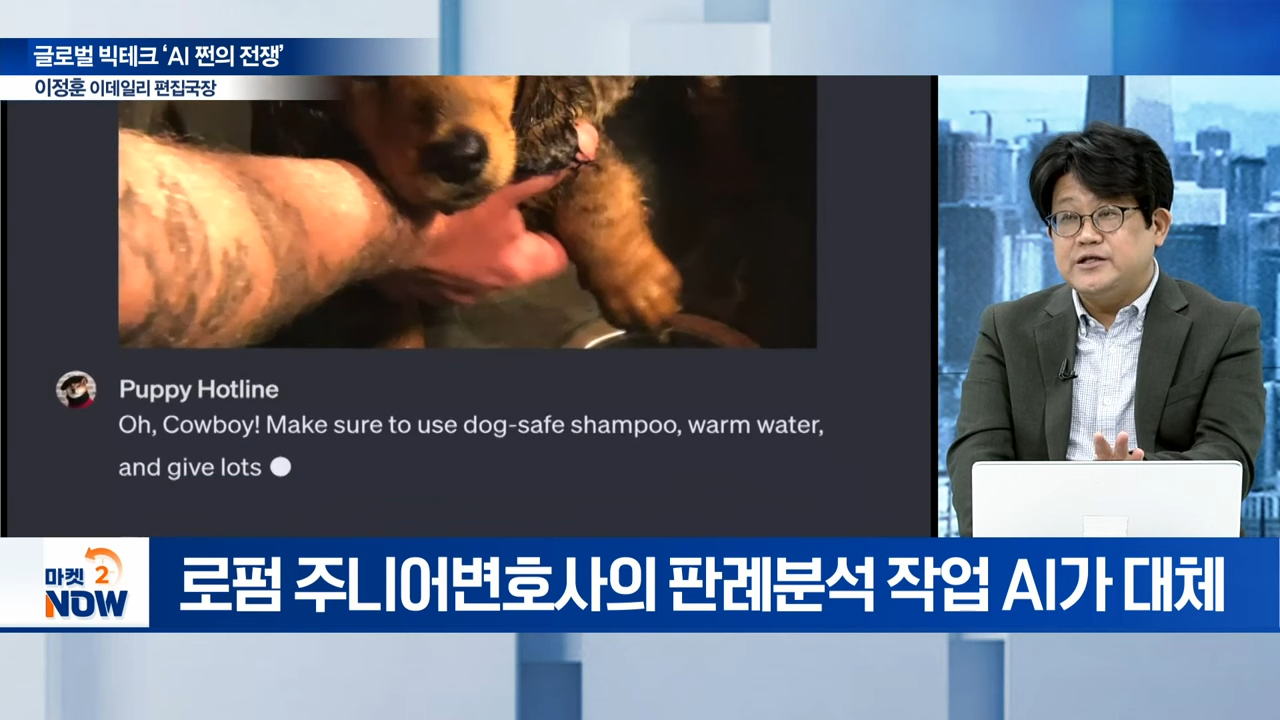 글로벌 빅테크 ‘AI 쩐의 전쟁’
이정훈 이데일리 편집국장
Puppy Hotline
Oh, Cowboy! Make sure to use dog-safe shampoo, warm water,
and give lots
마켓 2
NOW
로펌 주니어변호사의 판례분석 작업 AI가 대체